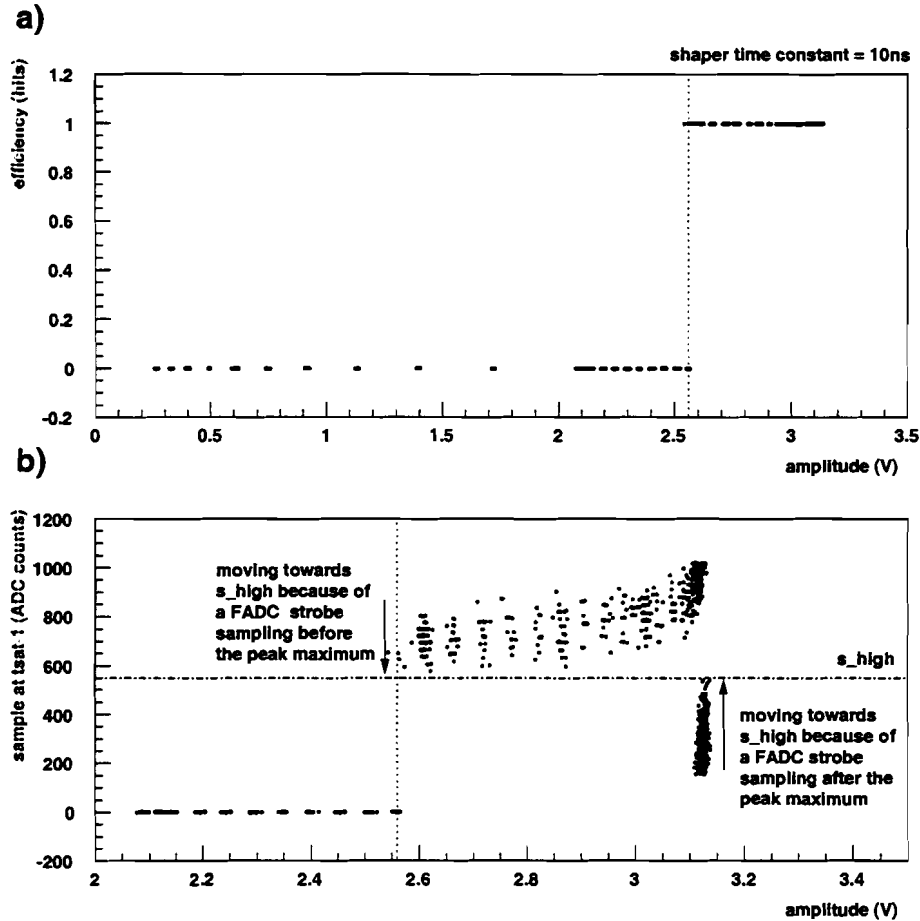 a)
shaper time constant = 10ns
efficiency (hits)
1.2
1
0.8
0.6
0.4
0.2
0
-0.2
0
0.5
1
1.5
2
2.5
3
3.5
amplitude (V)
b)
sample at tsat-1 (ADC counts)
1200
1000
800
600
400
200
0
-200
moving towards
s_high because of
a FADC strobe
sampling before
the peak maximum
s_high
moving towards
s_high because of
a FADC strobe
sampling after the
peak maximum
2
2.2
2.4
2.6
2.8
3
3.2
3.4
amplitude (V)